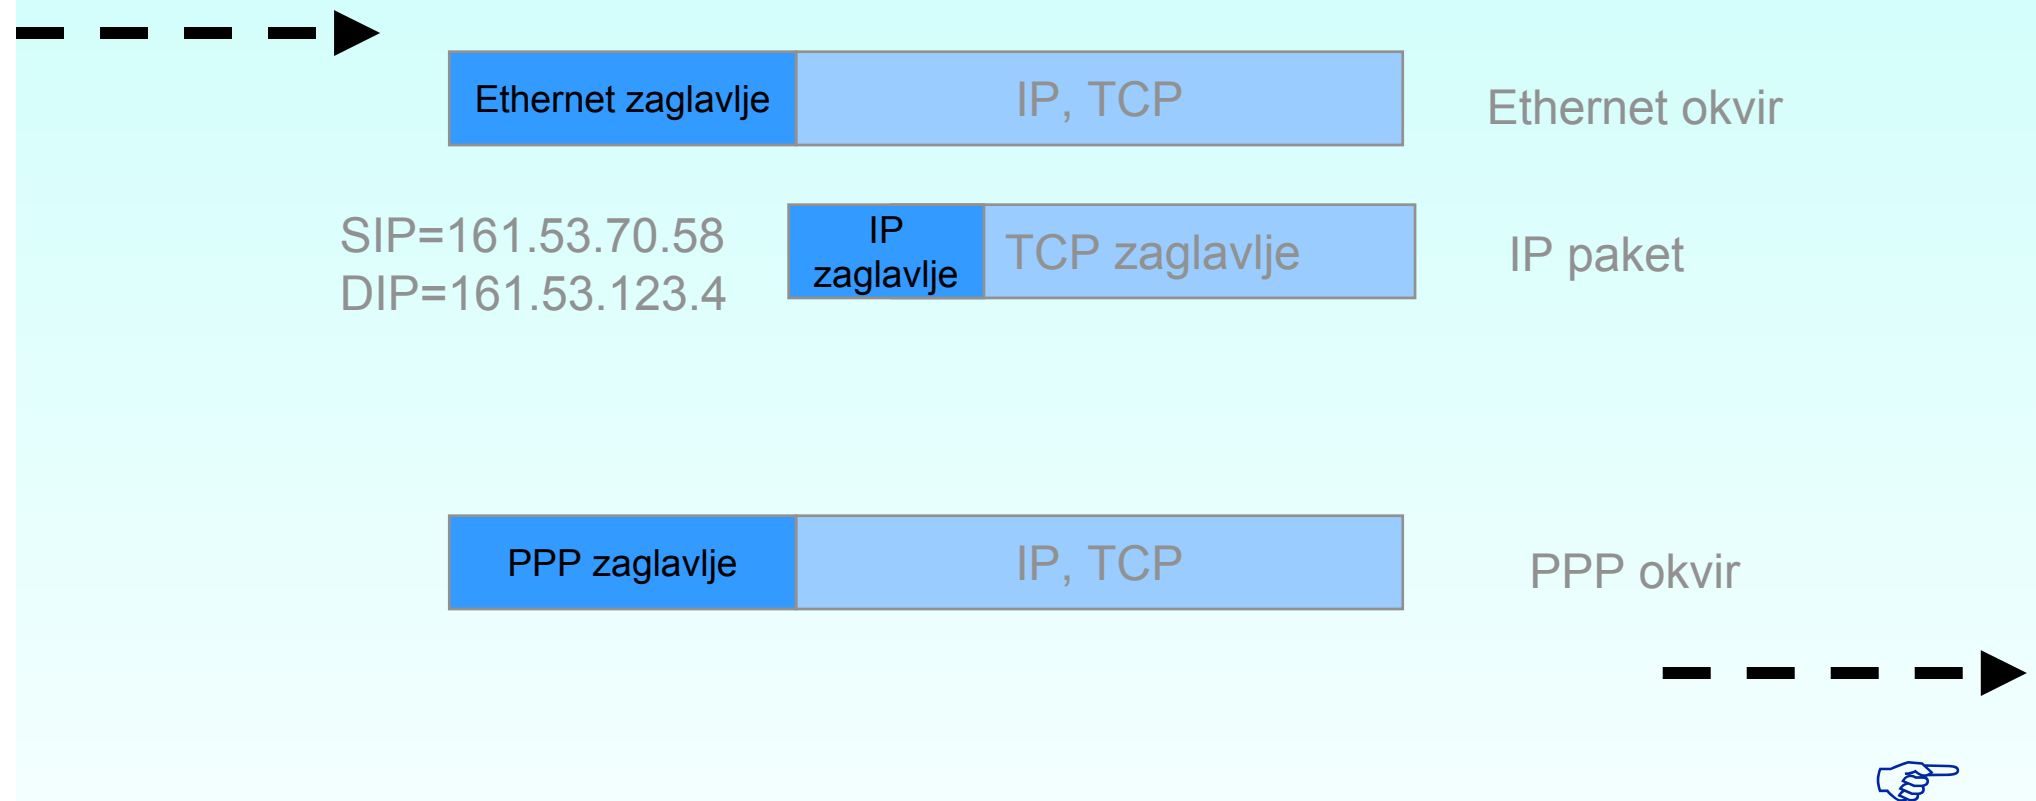 Ethernet zaglavlje
IP, TCP
Ethernet okvir
SIP=161.53.70.58
DIP=161.53.123.4
IP
zaglavlje
TCP zaglavlje
IP paket
PPP zaglavlje
IP, TCP
PPP okvir